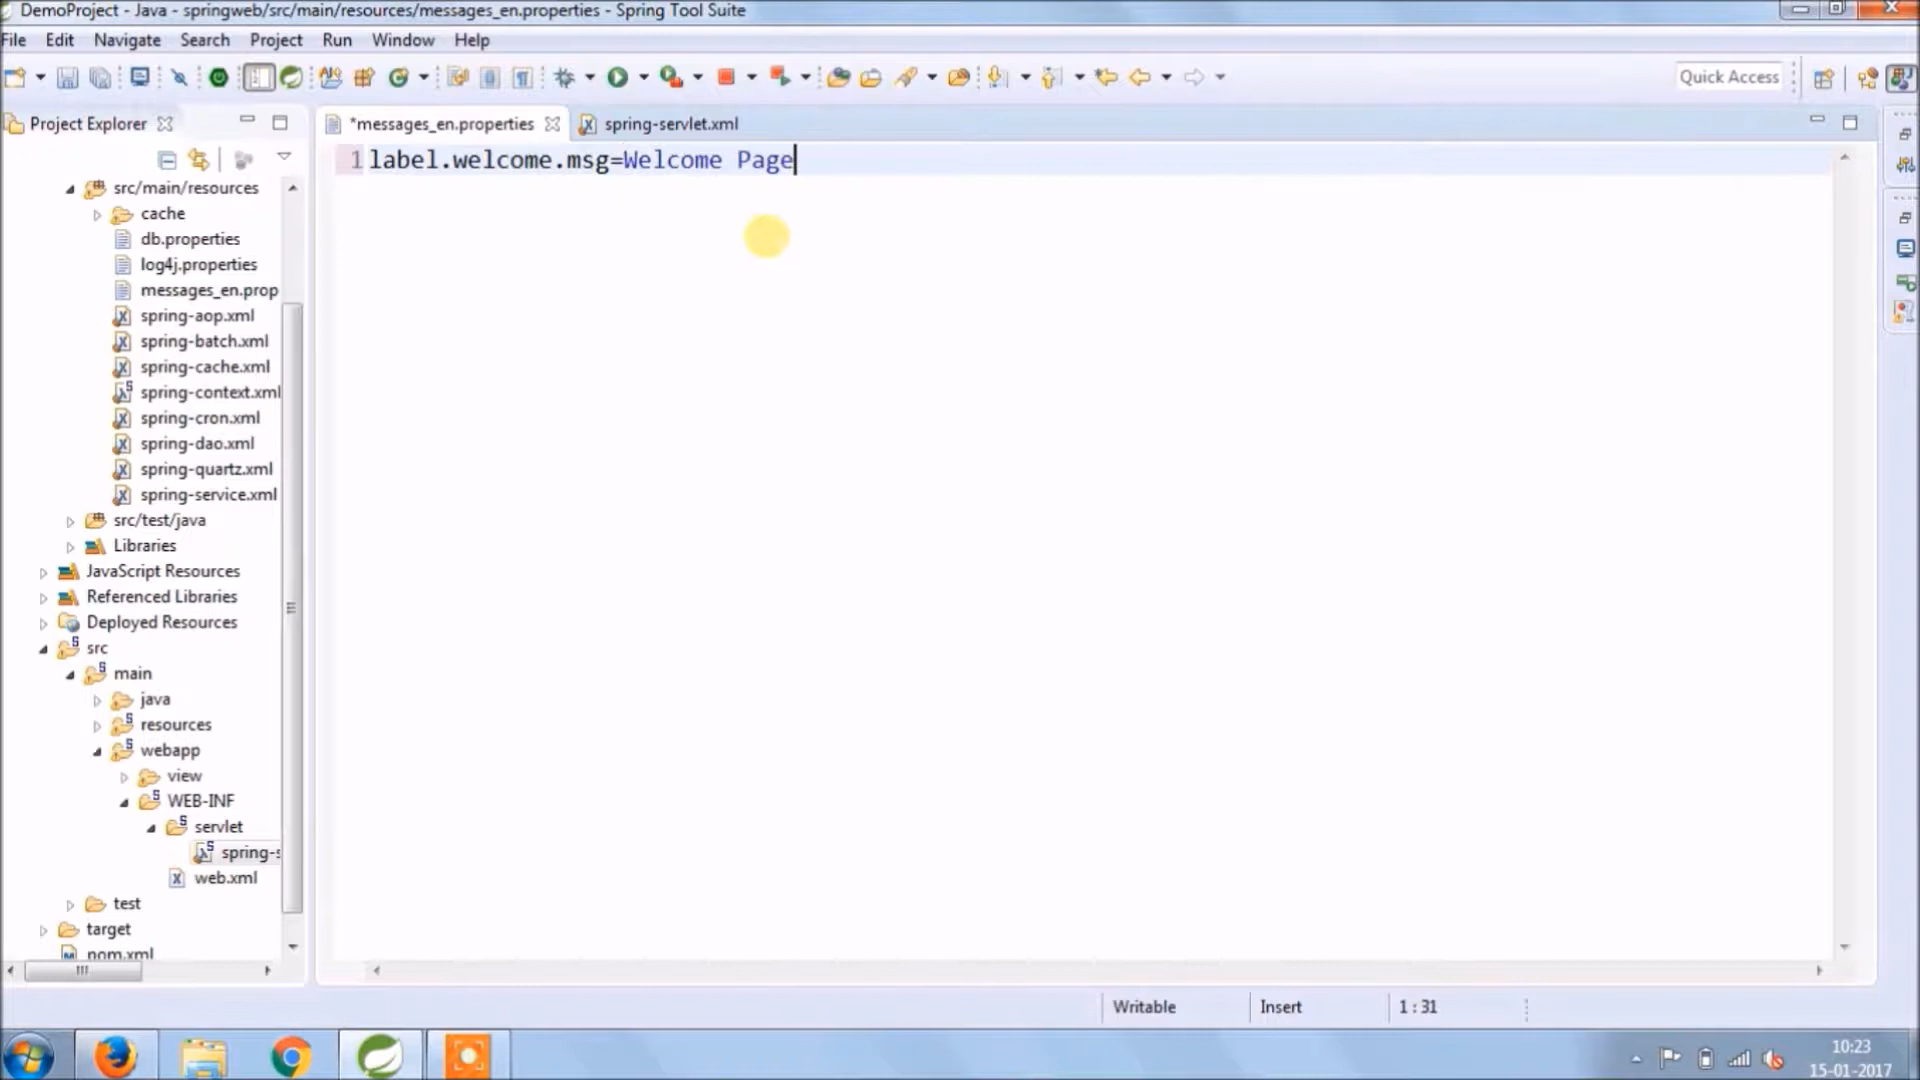 DemoProject - Java - springweb/src/main/resources/messages_en.properties - Spring Tool Suite
File Edit Navigate Search Project Run Window Help
Quick Access
Project Explorer
*messages_en.properties
spring-servlet.xml
1 label.welcome.msg=Welcome Page
src/main/resources
cache
db.properties
log4j.properties
messages_en.prop
spring-aop.xml
spring-batch.xml
spring-cache.xml
spring-context.xml
spring-cron.xml
spring-dao.xml
spring-quartz.xml
spring-service.xml
src/test/java
Libraries
JavaScript Resources
Referenced Libraries
Deployed Resources
src
main
java
resources
webapp
view
WEB-INF
servlet
spring-s
web.xml
test
target
pom.xml
Writable Insert 1 : 31
10:23
15-01-2017